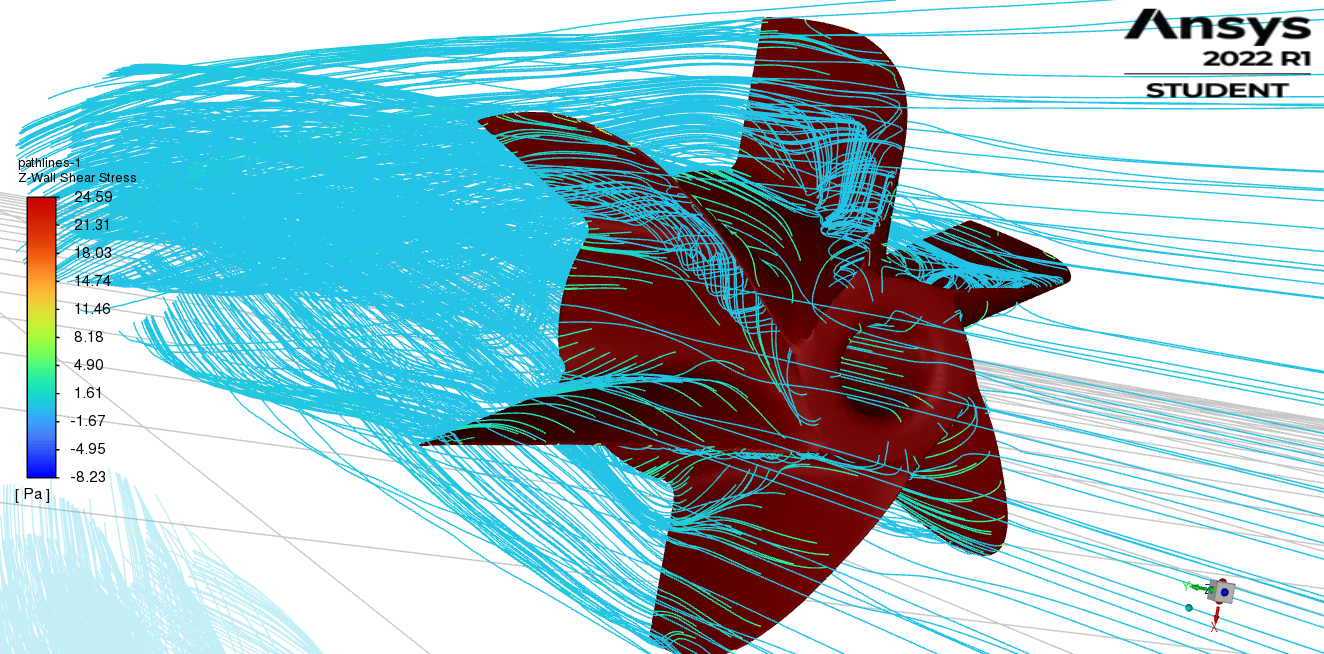 Ansys
2022 R1
STUDENT
pathlines-1
Z-Wall Shear Stress
24.59
21.31
18.03
14.74
11.46
8.18
4.90
1.61
-1.67
-4.95
-8.23
[ Pa ]
Y
Z
X